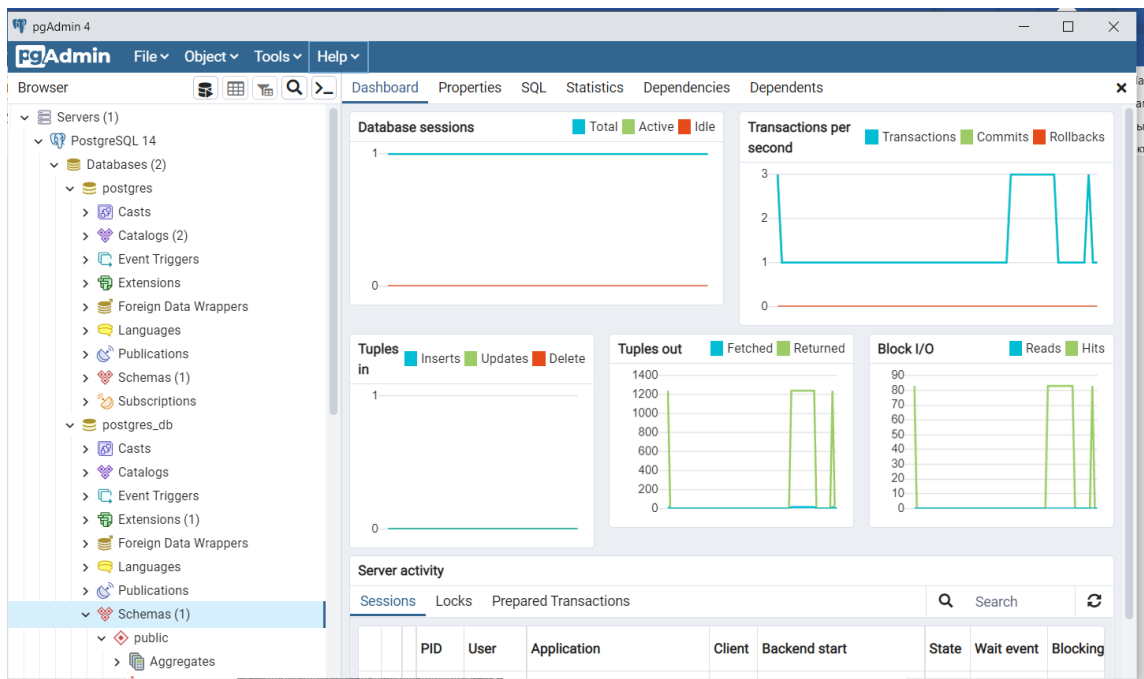 pgAdmin 4
pgAdmin File Object Tools Help
Browser
Dashboard Properties SQL Statistics Dependencies Dependents
Servers (1)
PostgreSQL 14
Databases (2)
postgres
Casts
Catalogs (2)
Event Triggers
Extensions
Foreign Data Wrappers
Languages
Publications
Schemas (1)
Subscriptions
postgres_db
Casts
Catalogs
Event Triggers
Extensions (1)
Foreign Data Wrappers
Languages
Publications
Schemas (1)
public
Aggregates
Database sessions Total Active Idle
1
0
Transactions per second Transactions Commits Rollbacks
3
2
1
0
Tuples in Inserts Updates Delete
1
0
Tuples out Fetched Returned
1400
1200
1000
800
600
400
200
0
Block I/O Reads Hits
90
80
70
60
50
40
30
20
10
0
Server activity
Sessions Locks Prepared Transactions Search
PID User Application Client Backend start State Wait event Blocking